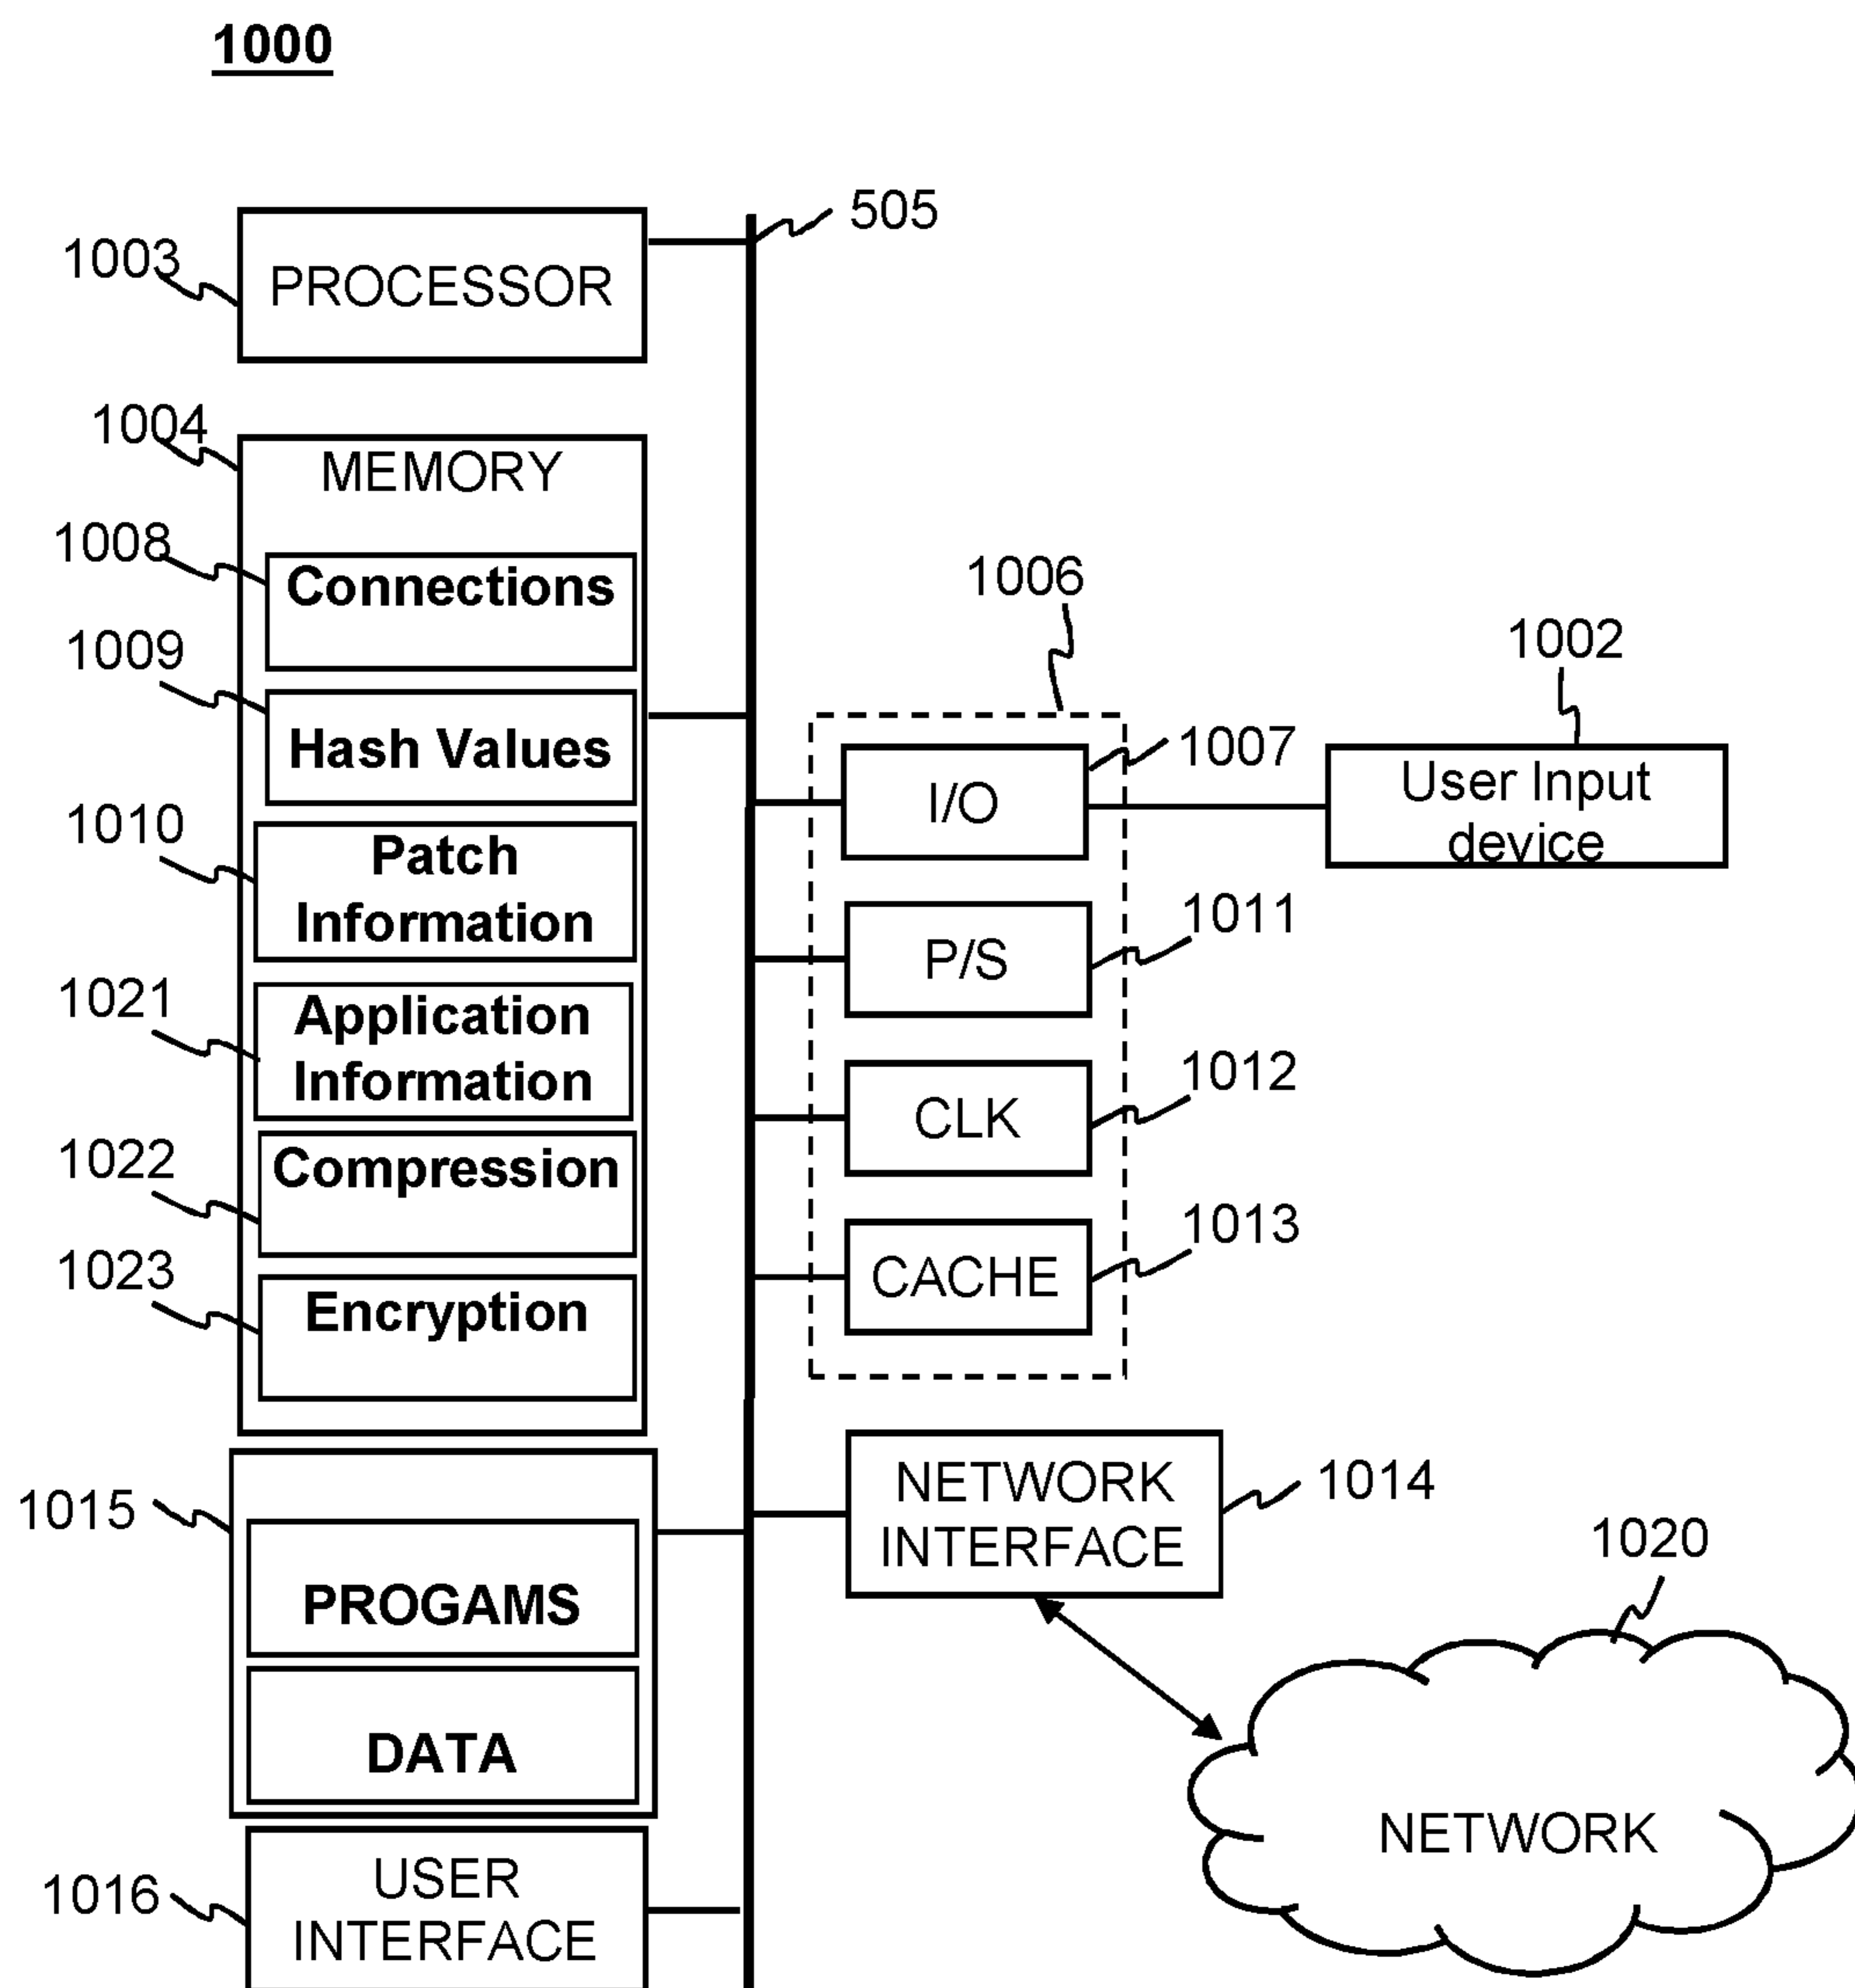 1000
505
1003
PROCESSOR
1004
MEMORY
1008
Connections
1009
Hash Values
1010
Patch
Information
1021
Application
Information
1022
Compression
1023
Encryption
1006
1002
1007
I/O
User Input
device
1011
P/S
1012
CLK
1013
CACHE
NETWORK
INTERFACE
1014
1015
PROGAMS
DATA
1020
NETWORK
1016
USER
INTERFACE